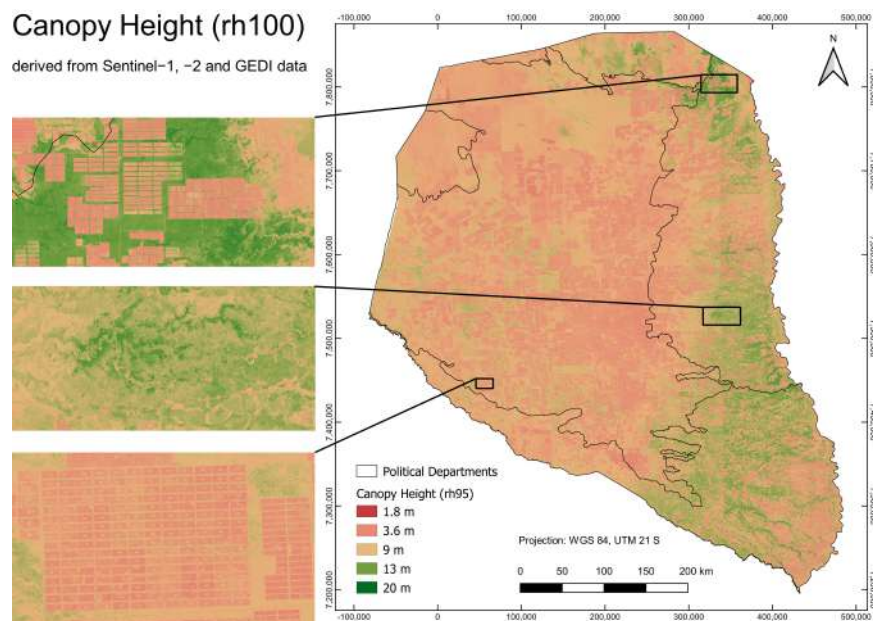 Canopy Height (rh100)
derived from Sentinel−1, −2 and GEDI data
-100,000 0 100,000 200,000 300,000 400,000 500,000
N
7,800,000
7,700,000
7,600,000
7,500,000
7,400,000
7,300,000
7,200,000
Political Departments
Canopy Height (rh95)
1.8 m
3.6 m
9 m
13 m
20 m
Projection: WGS 84, UTM 21 S
0 50 100 150 200 km
7,800,000
7,700,000
7,600,000
7,500,000
7,400,000
7,300,000
7,200,000
-100,000 0 100,000 200,000 300,000 400,000 500,000